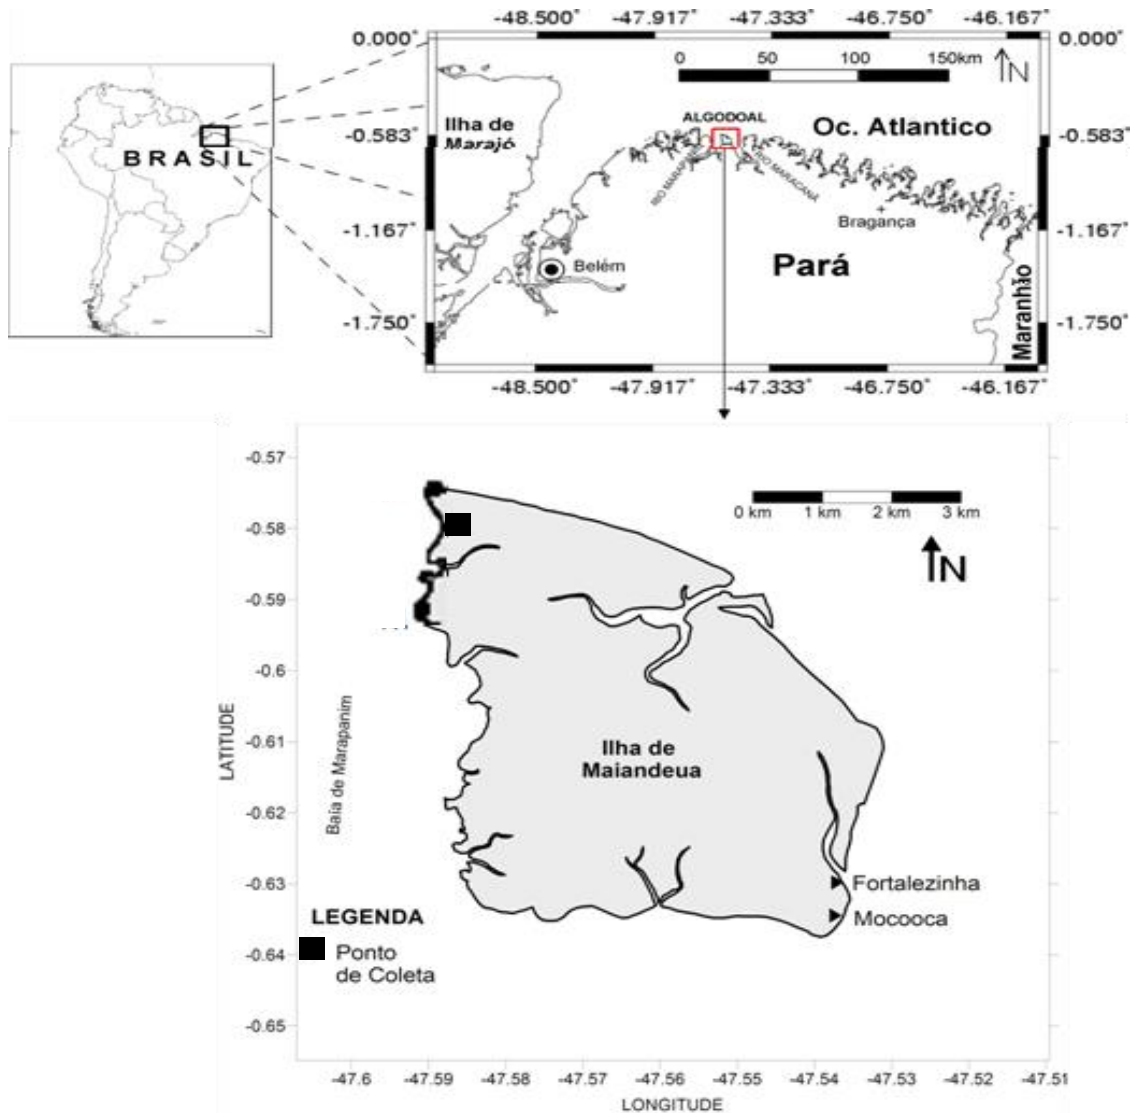 -48.500° -47.917° -47.333° -46.750° -46.167°
0.000° 0.000°
0 50 100 150km
N
ALGODOAL
Ilha de
Marajó
Oc. Atlantico
-0.583° -0.583°
BRASIL
RIO MARAPA
RIO MARACANÃ
Bragança
-1.167° -1.167°
Belém
Pará
Maranhão
-1.750° -1.750°
-48.500° -47.917° -47.333° -46.750° -46.167°
-0.57
0 km 1 km 2 km 3 km
-0.58
N
-0.59
-0.6
LATITUDE
Baía de Marapanim
-0.61
Ilha de
Maiandeua
-0.62
-0.63
Fortalezinha
Mocooca
LEGENDA
Ponto
de Coleta
-0.64
-0.65
-47.6 -47.59 -47.58 -47.57 -47.56 -47.55 -47.54 -47.53 -47.52 -47.51
LONGITUDE